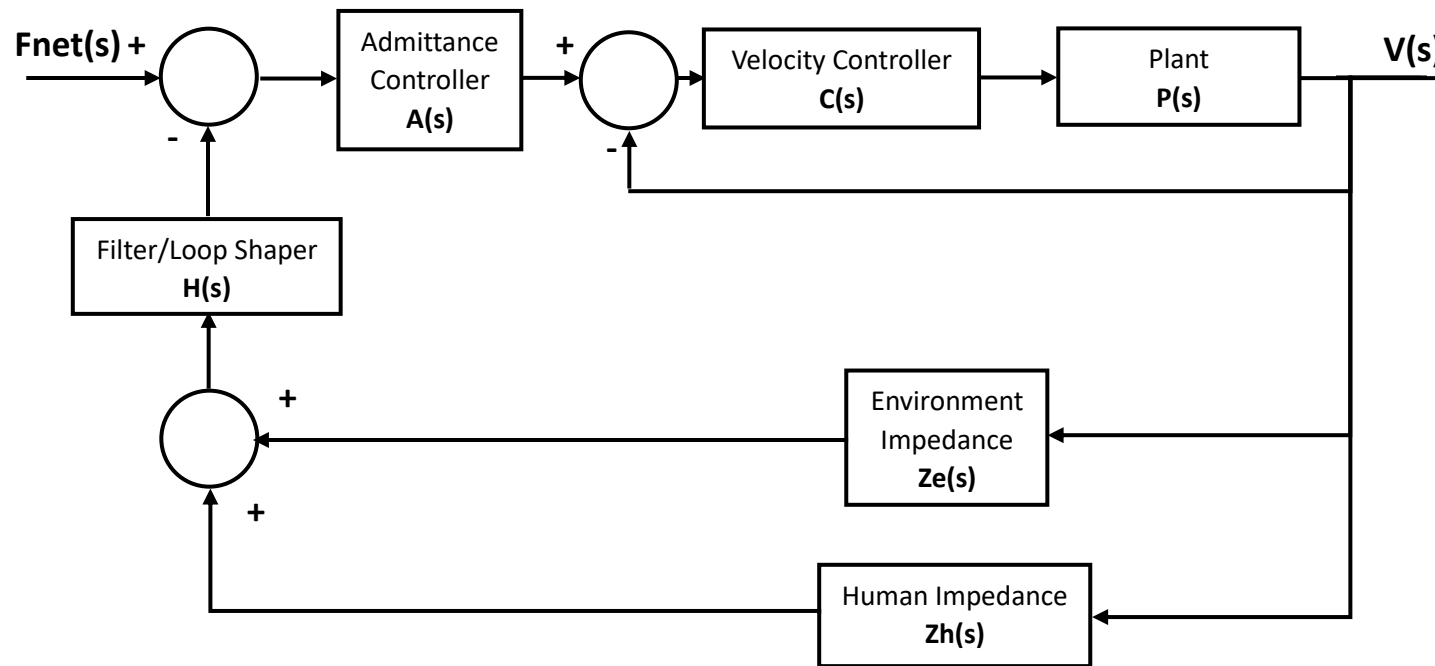 Fnet(s) +
-
Admittance
Controller
A(s)
+
-
Velocity Controller
C(s)
Plant
P(s)
V(s)
Filter/Loop Shaper
H(s)
+
+
Environment
Impedance
Ze(s)
Human Impedance
Zh(s)